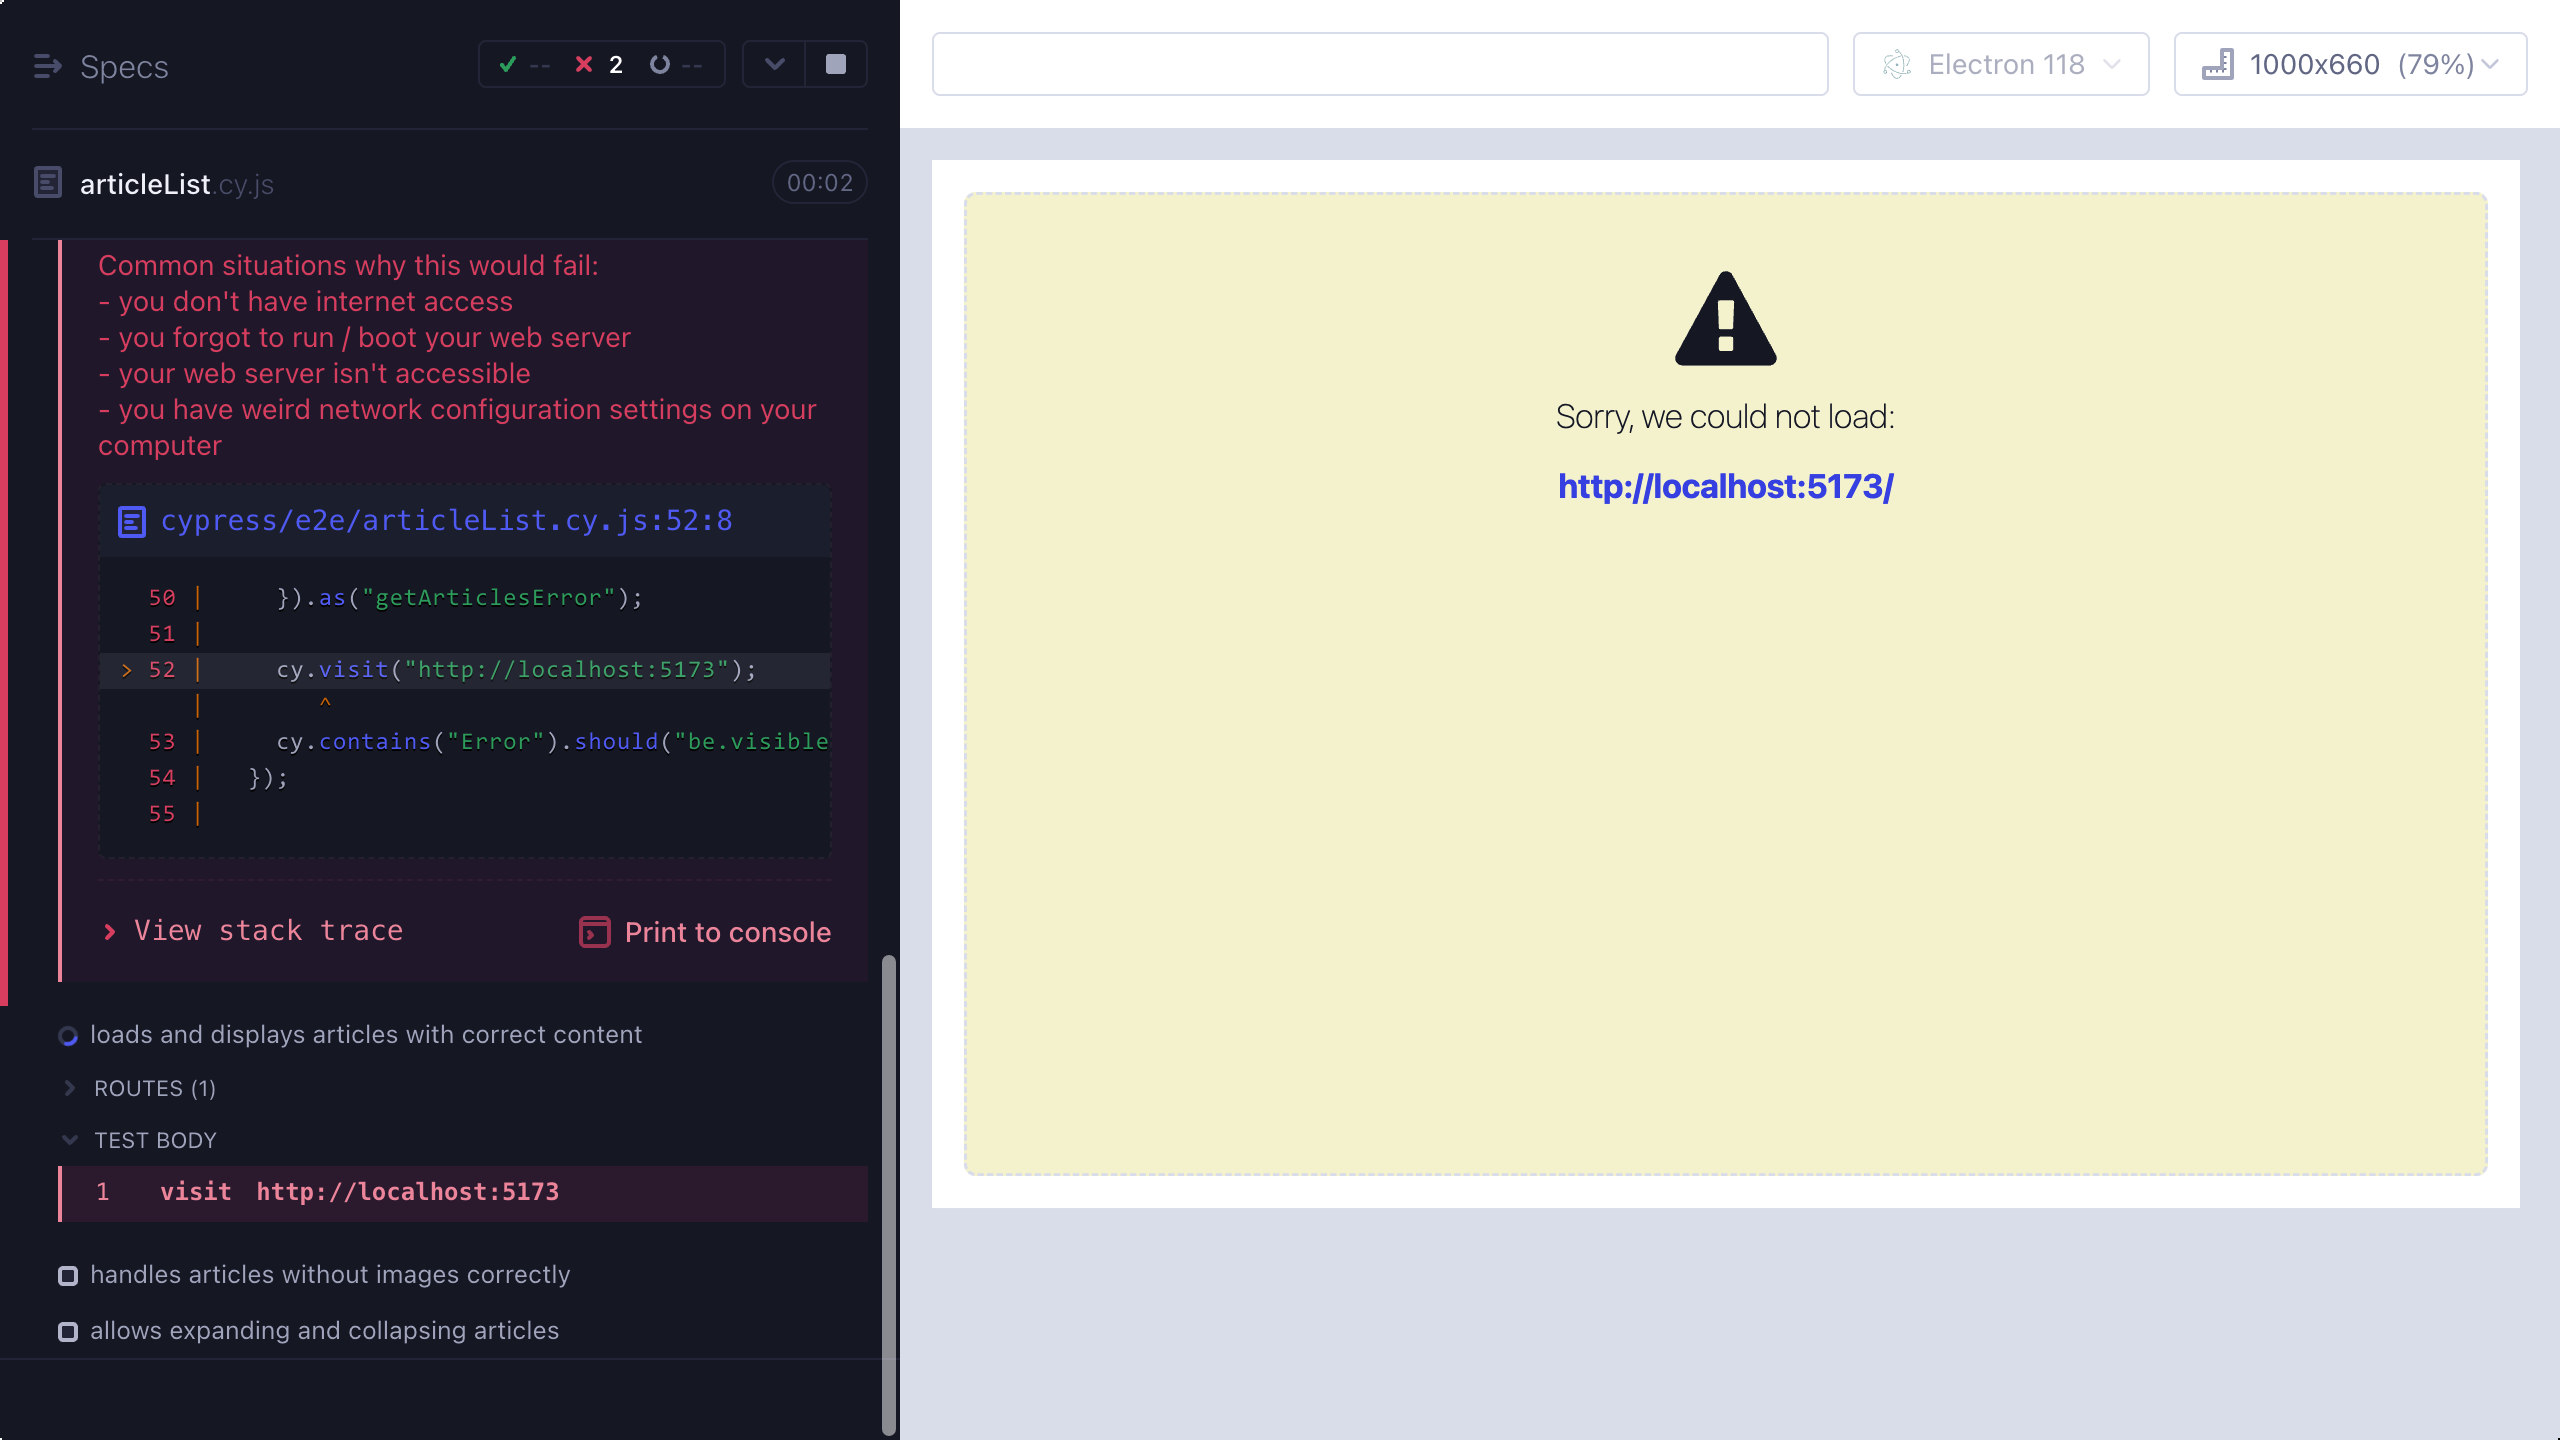 Specs
-- 2 --
articleList.cy.js
00:02
Common situations why this would fail:
- you don't have internet access
- you forgot to run / boot your web server
- your web server isn't accessible
- you have weird network configuration settings on your
computer
cypress/e2e/articleList.cy.js:52:8
50 | }).as("getArticlesError");
51 |
> 52 | cy.visit("http://localhost:5173");
| ^
53 | cy.contains("Error").should("be.visible
54 | });
55 |
View stack trace
Print to console
loads and displays articles with correct content
ROUTES (1)
TEST BODY
1 visit http://localhost:5173
handles articles without images correctly
allows expanding and collapsing articles
Electron 118
1000x660 (79%)
Sorry, we could not load:
http://localhost:5173/